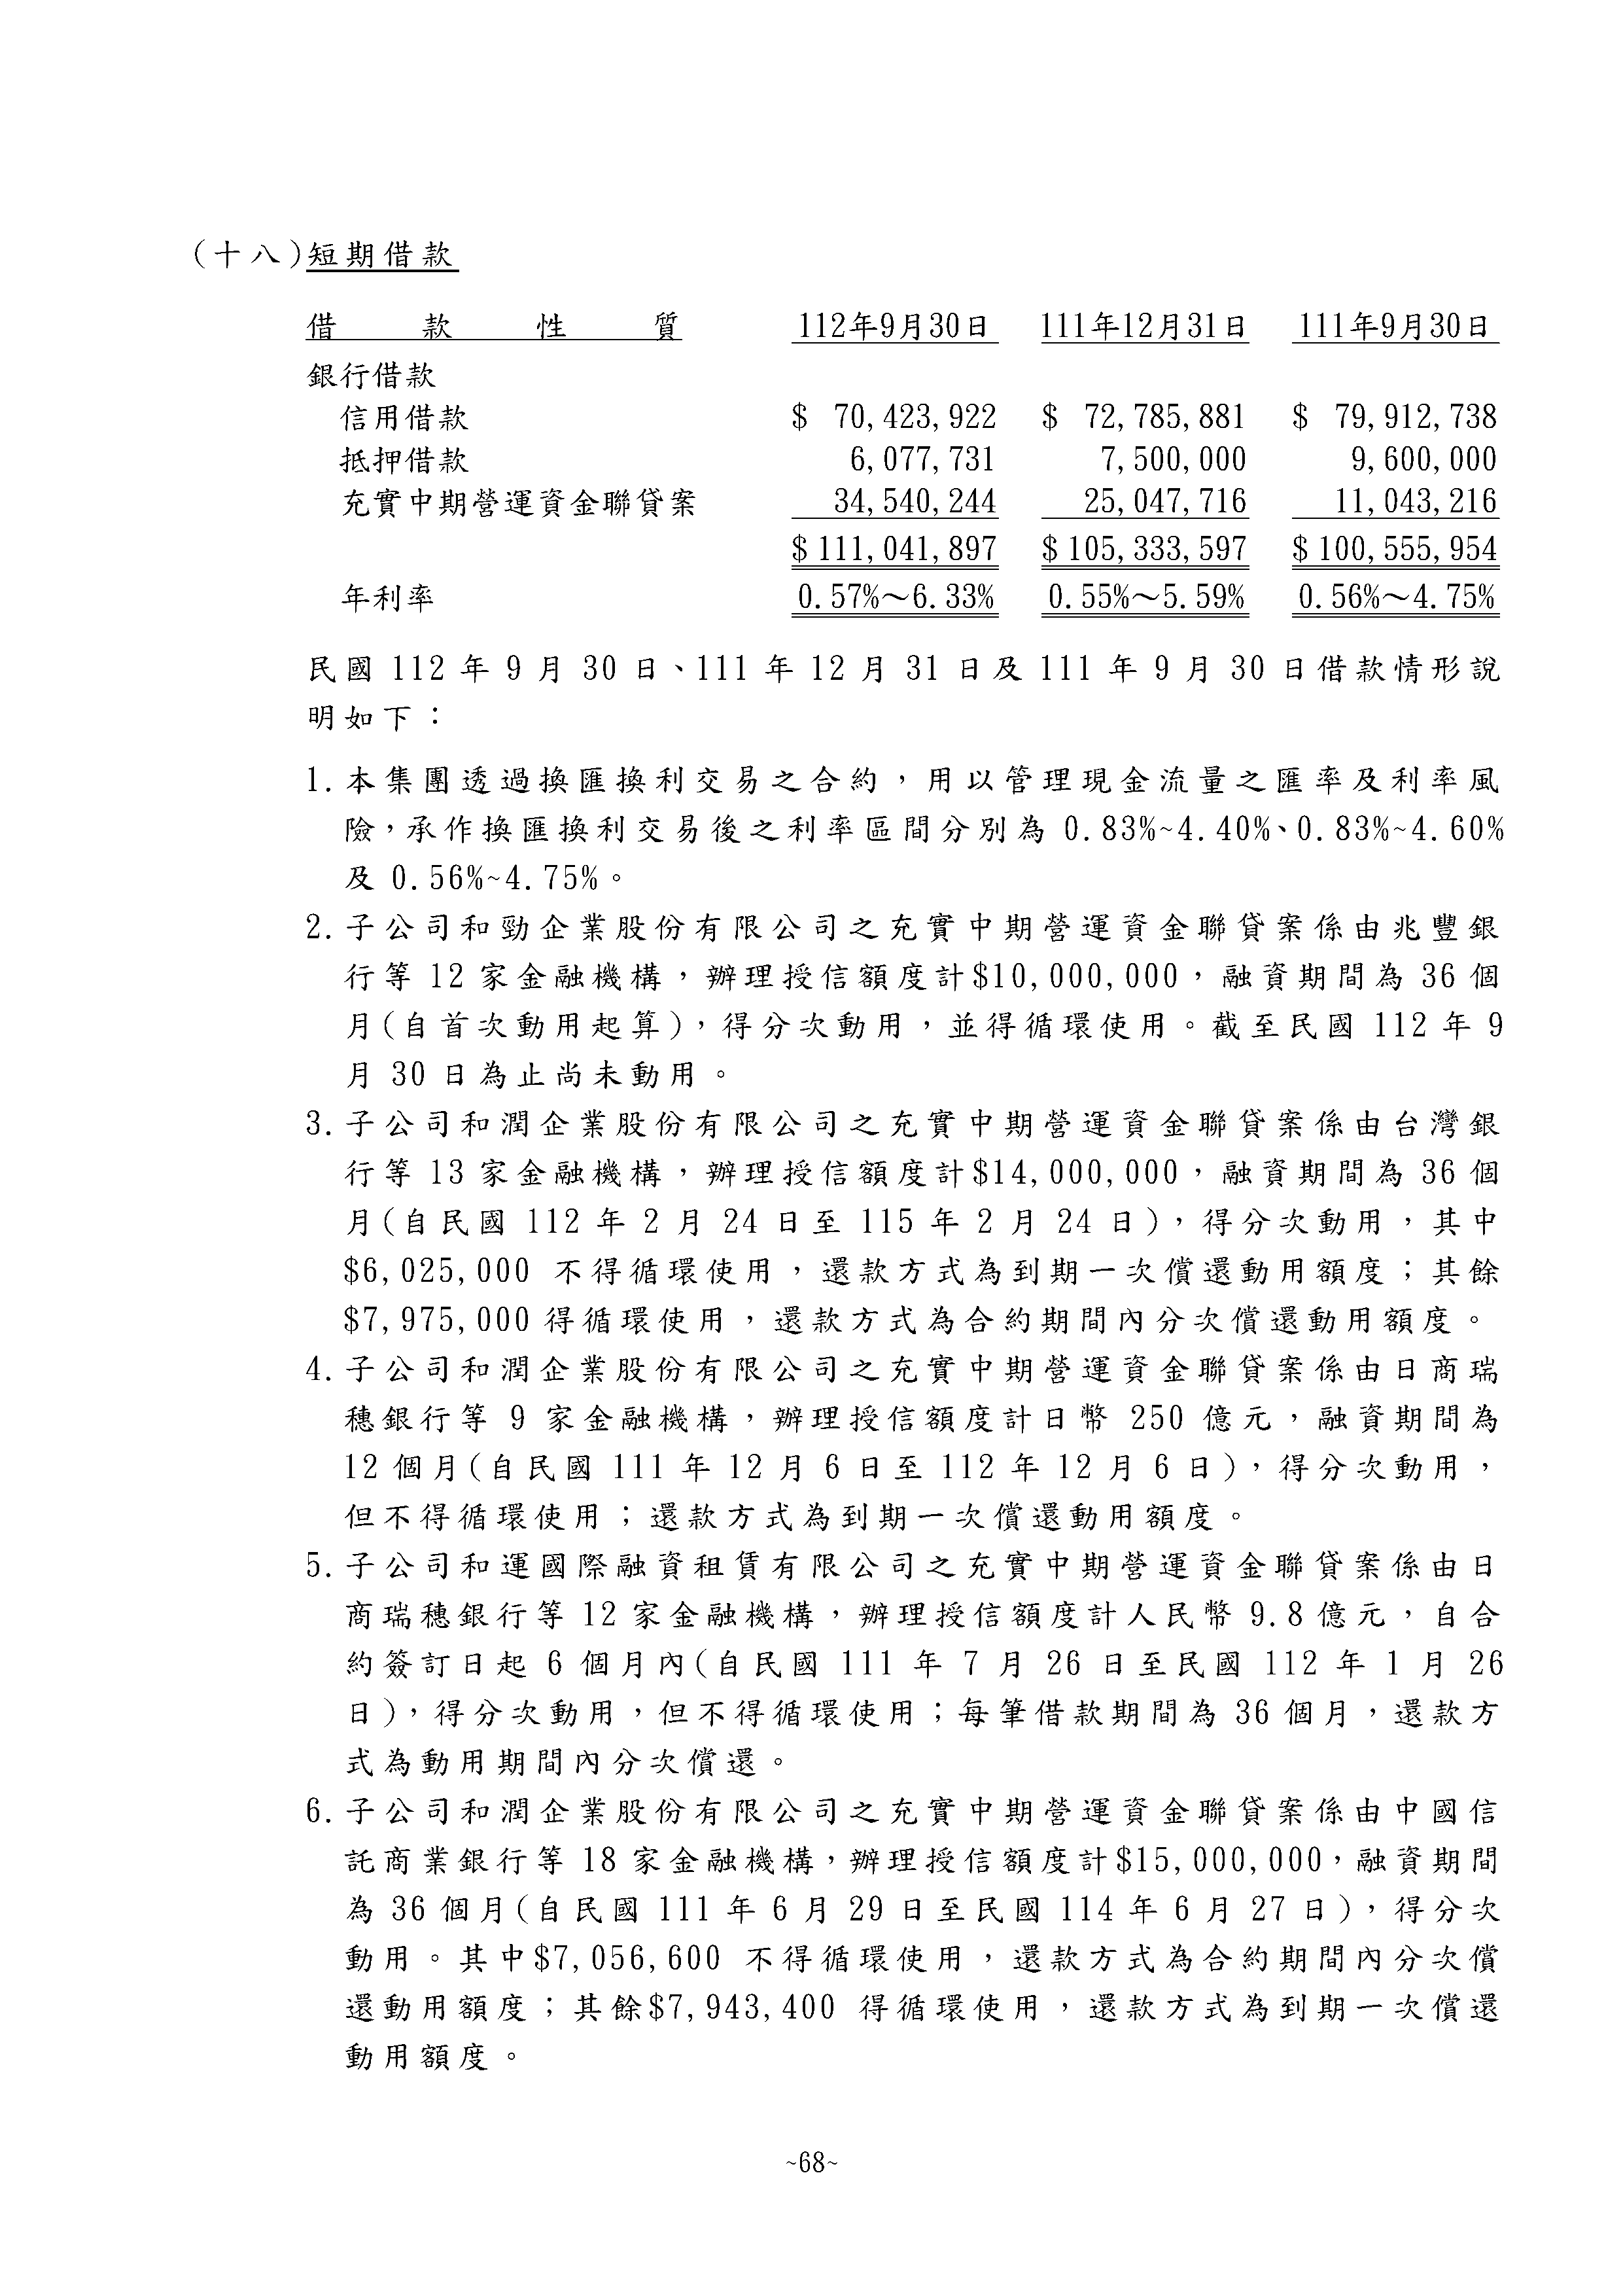 (十八)短期借款
借款性質 112年9月30日 111年12月31日 111年9月30日
銀行借款
信用借款 $ 70,423,922 $ 72,785,881 $ 79,912,738
抵押借款 6,077,731 7,500,000 9,600,000
充實中期營運資金聯貸案 34,540,244 25,047,716 11,043,216
$ 111,041,897 $ 105,333,597 $ 100,555,954
年利率 0.57%～6.33% 0.55%～5.59% 0.56%～4.75%
民國 112 年 9 月 30 日、111 年 12 月 31 日及 111 年 9 月 30 日借款情形說
明如下：
1.本集團透過換匯換利交易之合約，用以管理現金流量之匯率及利率風
險，承作換匯換利交易後之利率區間分別為 0.83%~4.40%、0.83%~4.60%
及 0.56%~4.75%。
2.子公司和勁企業股份有限公司之充實中期營運資金聯貸案係由兆豐銀
行等 12 家金融機構，辦理授信額度計$10,000,000，融資期間為 36 個
月(自首次動用起算)，得分次動用，並得循環使用。截至民國 112 年 9
月 30 日為止尚未動用。
3.子公司和潤企業股份有限公司之充實中期營運資金聯貸案係由台灣銀
行等 13 家金融機構，辦理授信額度計$14,000,000，融資期間為 36 個
月(自民國 112 年 2 月 24 日至 115 年 2 月 24 日)，得分次動用，其中
$6,025,000 不得循環使用，還款方式為到期一次償還動用額度；其餘
$7,975,000 得循環使用，還款方式為合約期間內分次償還動用額度。
4.子公司和潤企業股份有限公司之充實中期營運資金聯貸案係由日商瑞
穗銀行等 9 家金融機構，辦理授信額度計日幣 250 億元，融資期間為
12 個月(自民國 111 年 12 月 6 日至 112 年 12 月 6 日)，得分次動用，
但不得循環使用；還款方式為到期一次償還動用額度。
5.子公司和運國際融資租賃有限公司之充實中期營運資金聯貸案係由日
商瑞穗銀行等 12 家金融機構，辦理授信額度計人民幣 9.8 億元，自合
約簽訂日起 6 個月內(自民國 111 年 7 月 26 日至民國 112 年 1 月 26
日)，得分次動用，但不得循環使用；每筆借款期間為 36 個月，還款方
式為動用期間內分次償還。
6.子公司和潤企業股份有限公司之充實中期營運資金聯貸案係由中國信
託商業銀行等 18 家金融機構，辦理授信額度計$15,000,000，融資期間
為 36 個月(自民國 111 年 6 月 29 日至民國 114 年 6 月 27 日)，得分次
動用。其中$7,056,600 不得循環使用，還款方式為合約期間內分次償
還動用額度；其餘$7,943,400 得循環使用，還款方式為到期一次償還
動用額度。
~68~